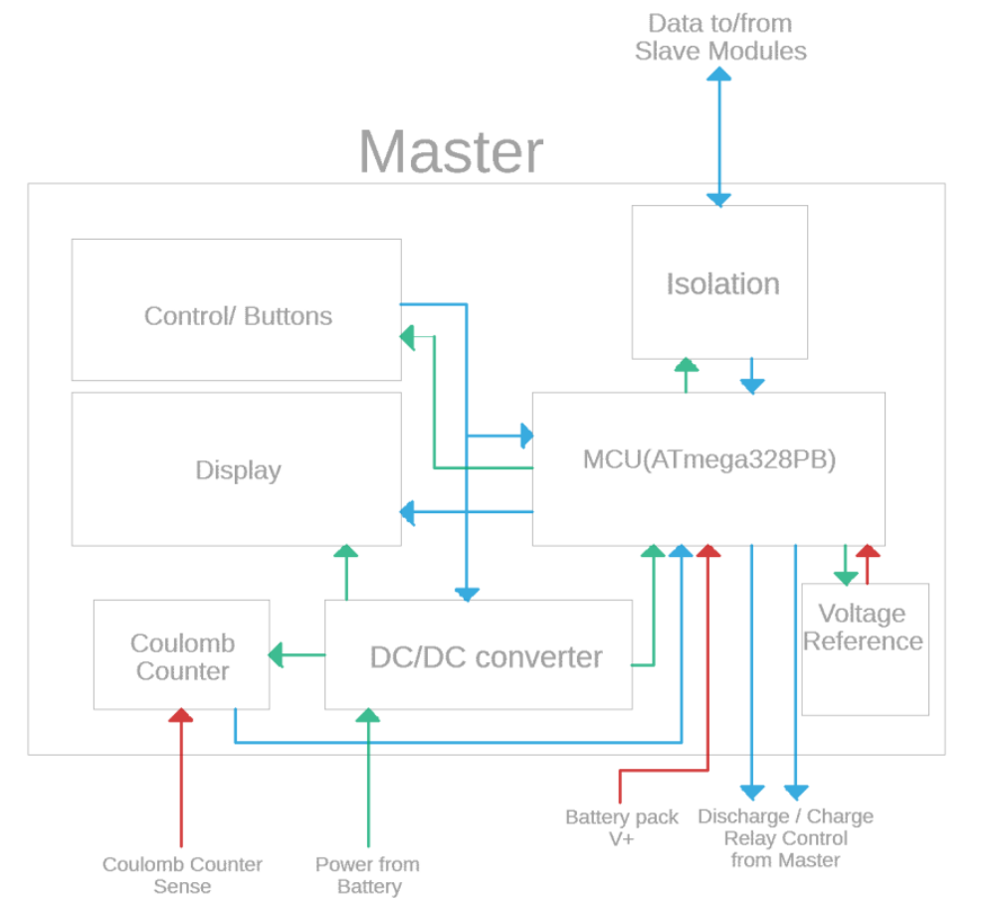 Data to/from
Slave Modules
Master
Isolation
Control/ Buttons
Display
MCU(ATmega328PB)
Coulomb
Counter
DC/DC converter
Voltage
Reference
Battery pack
V+
Discharge / Charge
Relay Control
from Master
Coulomb Counter
Sense
Power from
Battery